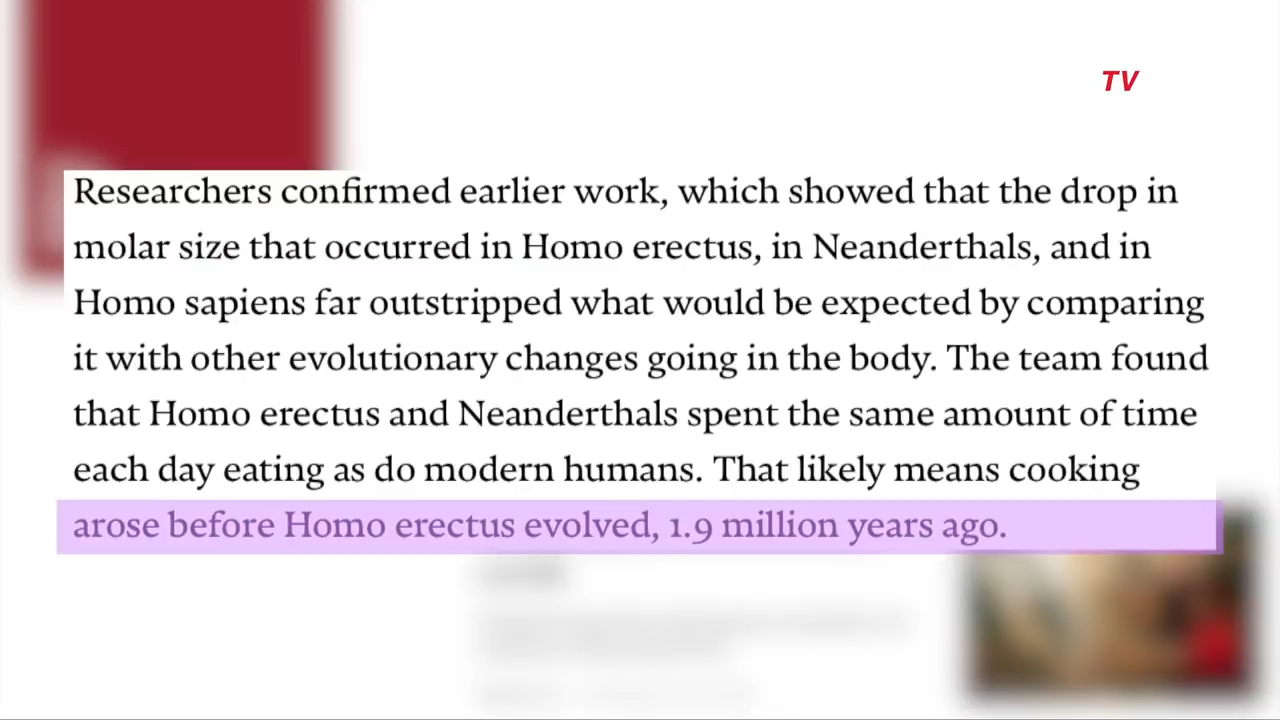 TV
Researchers confirmed earlier work, which showed that the drop in
molar size that occurred in Homo erectus, in Neanderthals, and in
Homo sapiens far outstripped what would be expected by comparing
it with other evolutionary changes going in the body. The team found
that Homo erectus and Neanderthals spent the same amount of time
each day eating as do modern humans. That likely means cooking
arose before Homo erectus evolved, 1.9 million years ago.